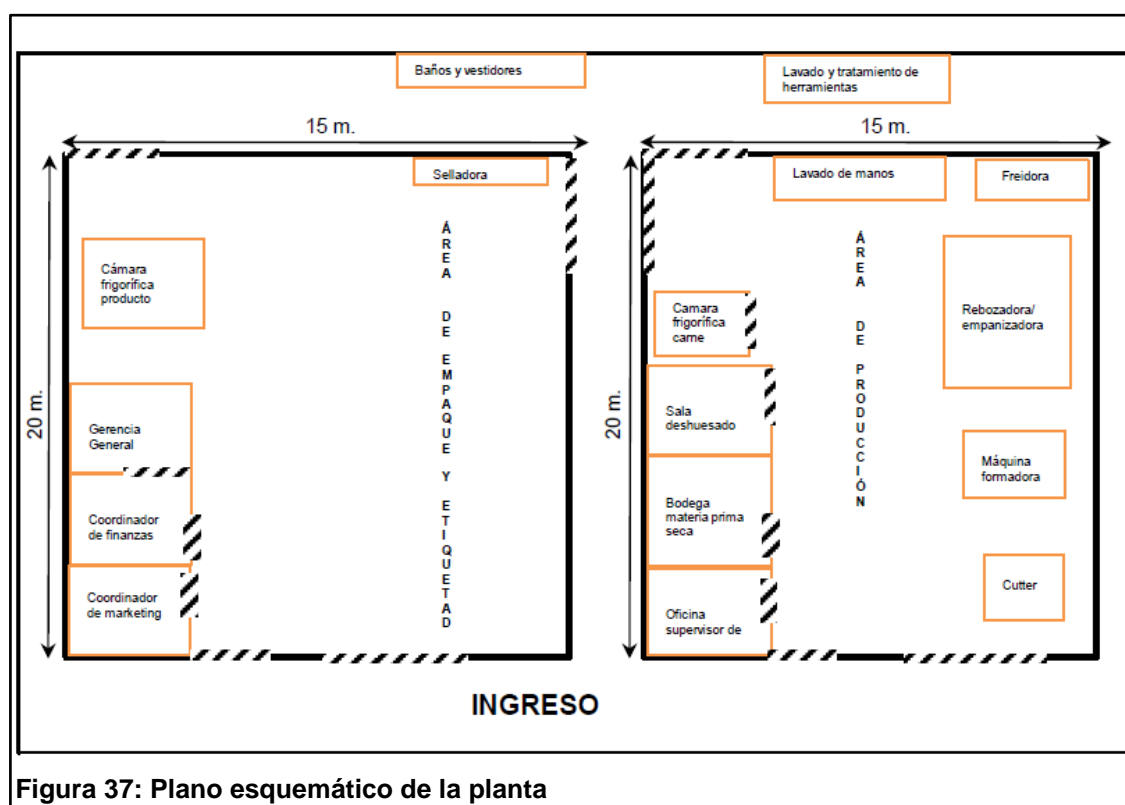 Baños y vestidores
Lavado y tratamiento de
herramientas
15 m.
15 m.
20 m.
Selladora
Cámara
frigorífica
producto
Gerencia
General
Coordinador
de finanzas
Coordinador
de marketing
ÁREA DE EMPAQUE Y ETIQUETAD
20 m.
Lavado de manos
Freidora
Camara
frigorífica
carne
Sala
deshuesado
Bodega
materia prima
seca
Oficina
supervisor de
ÁREA DE PRODUCCIÓN
Rebozadora/
empanizadora
Máquina
formadora
Cutter
INGRESO
Figura 37: Plano esquemático de la planta